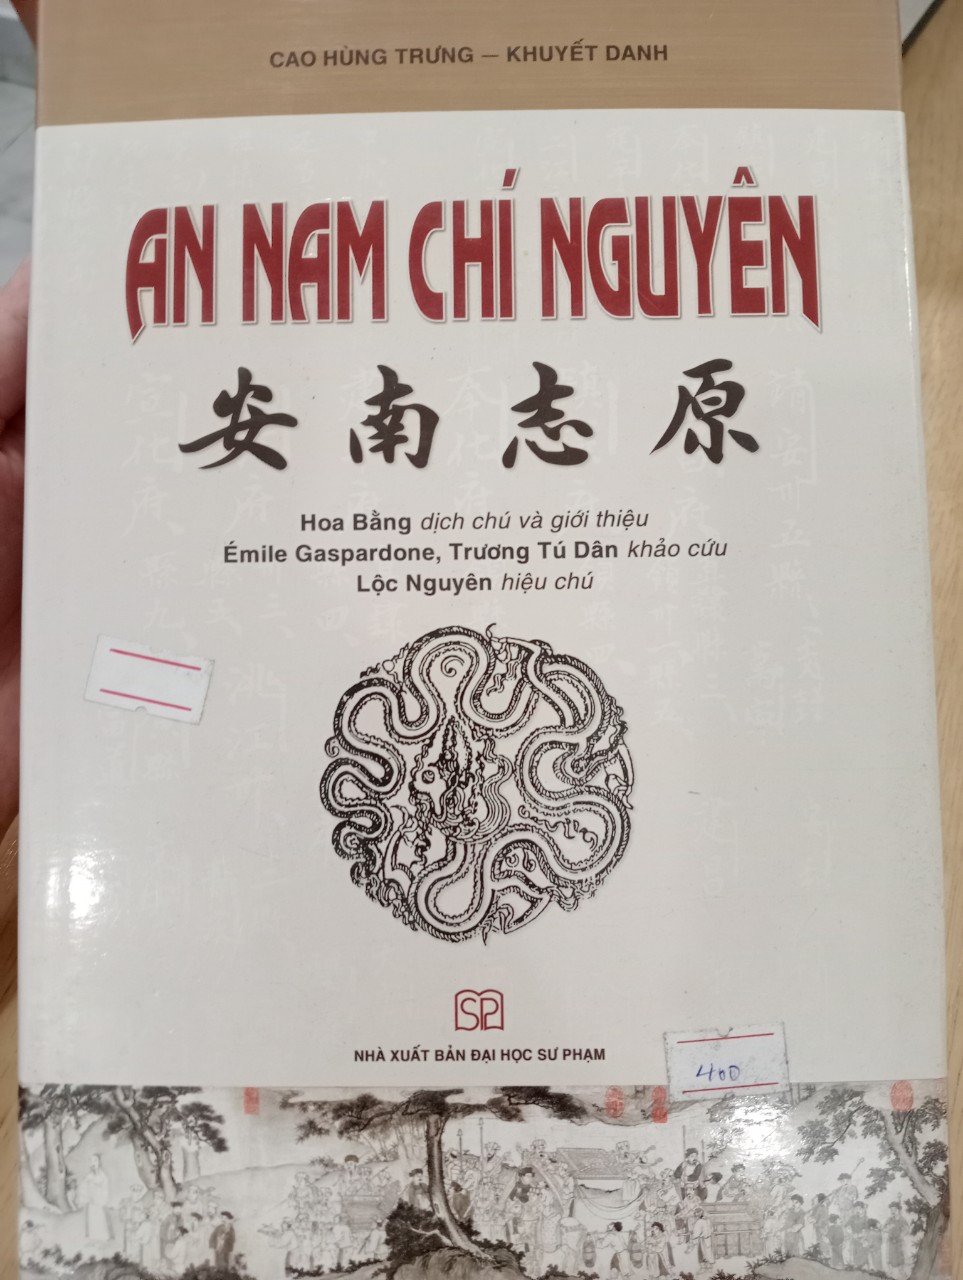 CAO HÙNG TRƯNG — KHUYẾT DANH
AN NAM CHÍ NGUYÊN
安南志原
Hoa Bằng dịch chú và giới thiệu
Émile Gaspardone, Trương Tú Dân khảo cứu
Lộc Nguyên hiệu chú
SP
NHÀ XUẤT BẢN ĐẠI HỌC SƯ PHẠM
400